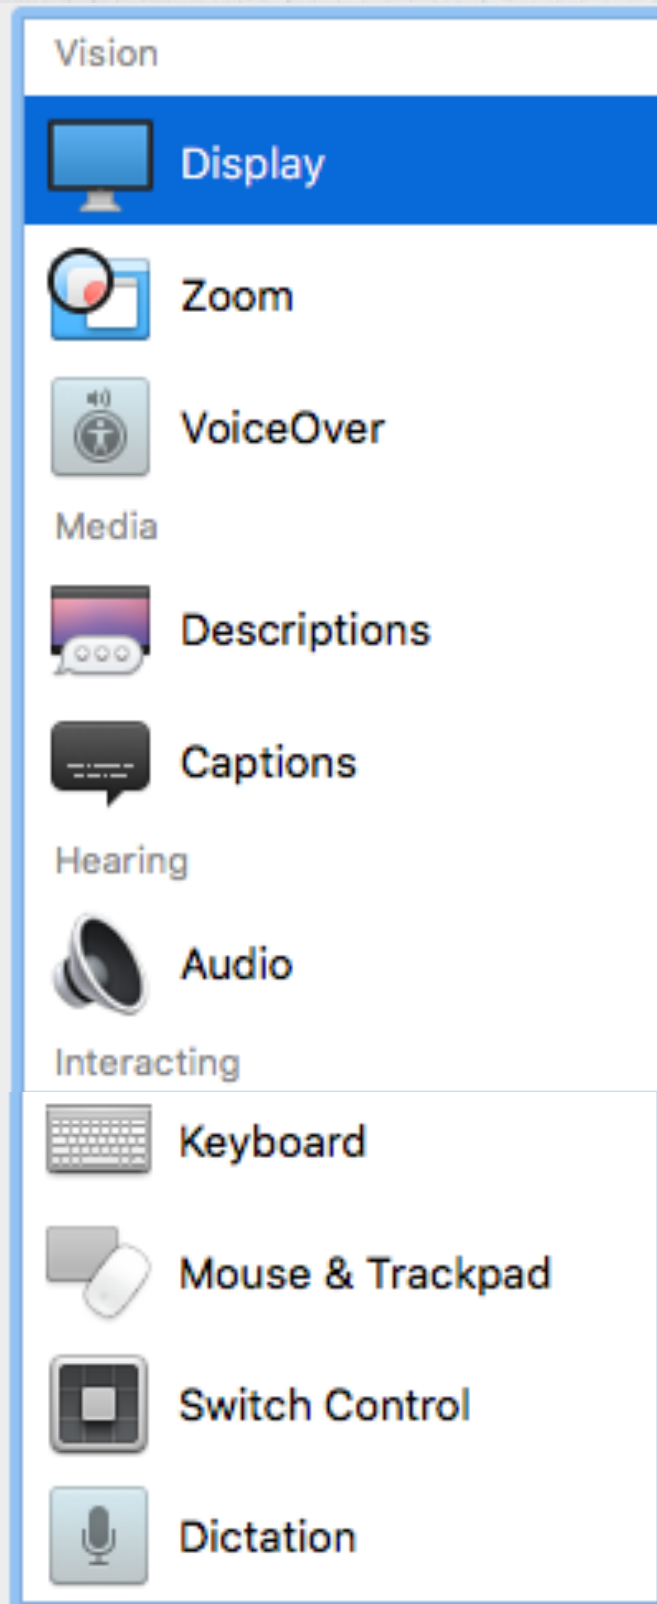 Vision
Display
Zoom
VoiceOver
Media
Descriptions
Captions
Hearing
Audio
Interacting
Keyboard
Mouse & Trackpad
Switch Control
Dictation